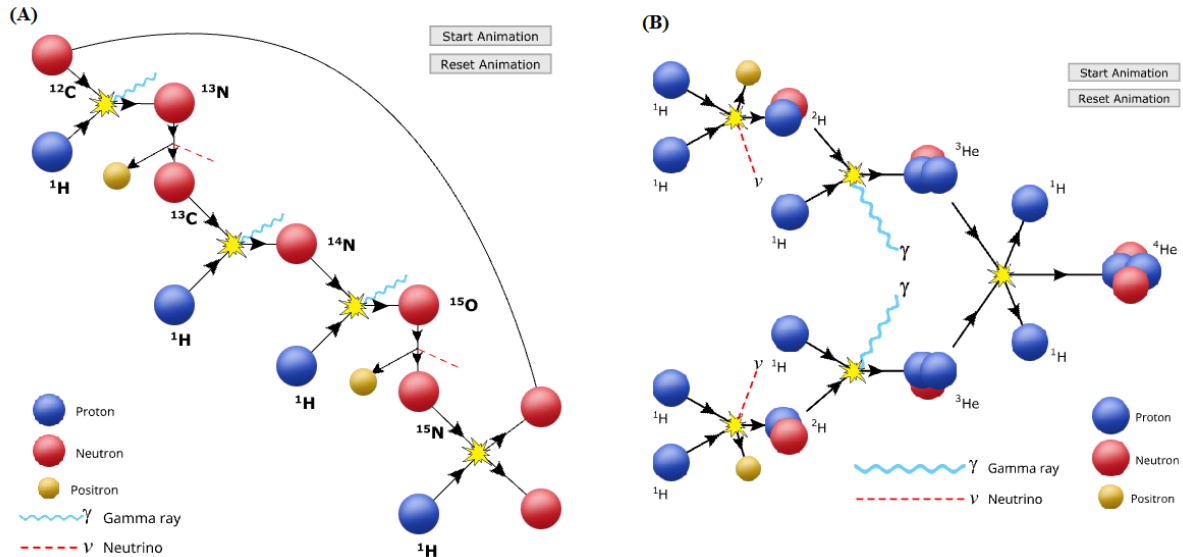 (A)
Start Animation
Reset Animation
¹²C
¹³N
¹H
¹³C
¹⁴N
¹H
¹⁵O
¹H
¹⁵N
¹H
Proton
Neutron
Positron
γ Gamma ray
ν Neutrino
(B)
Start Animation
Reset Animation
¹H
²H
¹H
ν
³He
¹H
γ
¹H
⁴He
γ
¹H
¹H
ν
³He
¹H
²H
¹H
Proton
γ Gamma ray
Neutron
ν Neutrino
Positron